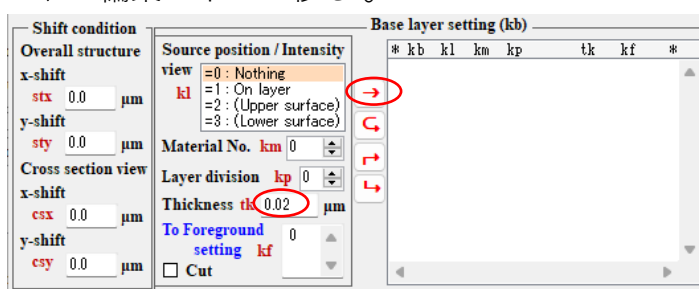 Shift condition
Overall structure
x-shift
stx 0.0 μm
y-shift
sty 0.0 μm
Cross section view
x-shift
csx 0.0 μm
y-shift
csy 0.0 μm
Source position / Intensity
view
kl
=0 : Nothing
=1 : On layer
=2 : (Upper surface)
=3 : (Lower surface)
Material No. km 0
Layer division kp 0
Thickness tk 0.02 μm
To Foreground
setting kf 0
Cut
Base layer setting (kb)
* kb kl km kp tk kf *